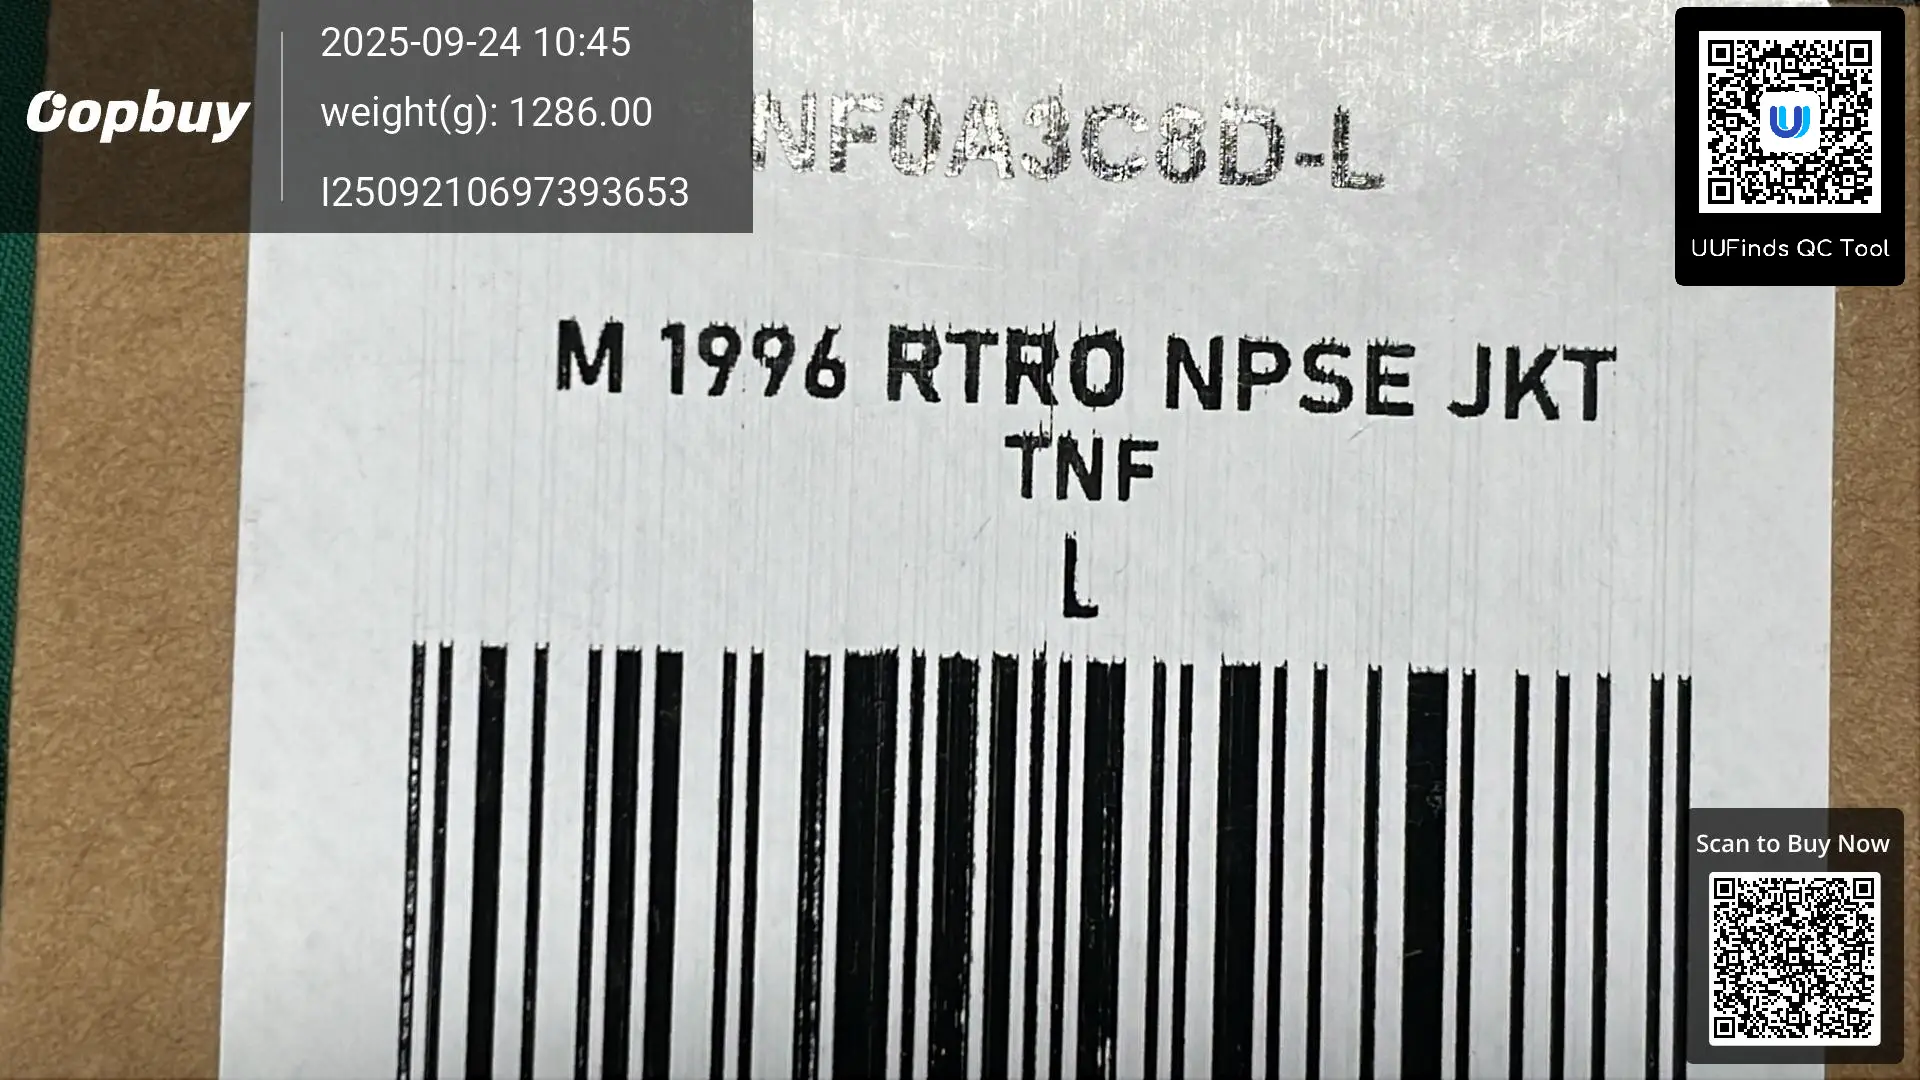 Oopbuy
2025-09-24 10:45
weight(g): 1286.00
I2509210697393653
NF0A3C8D-L
M 1996 RTRO NPSE JKT
TNF
L
UUFinds QC Tool
Scan to Buy Now